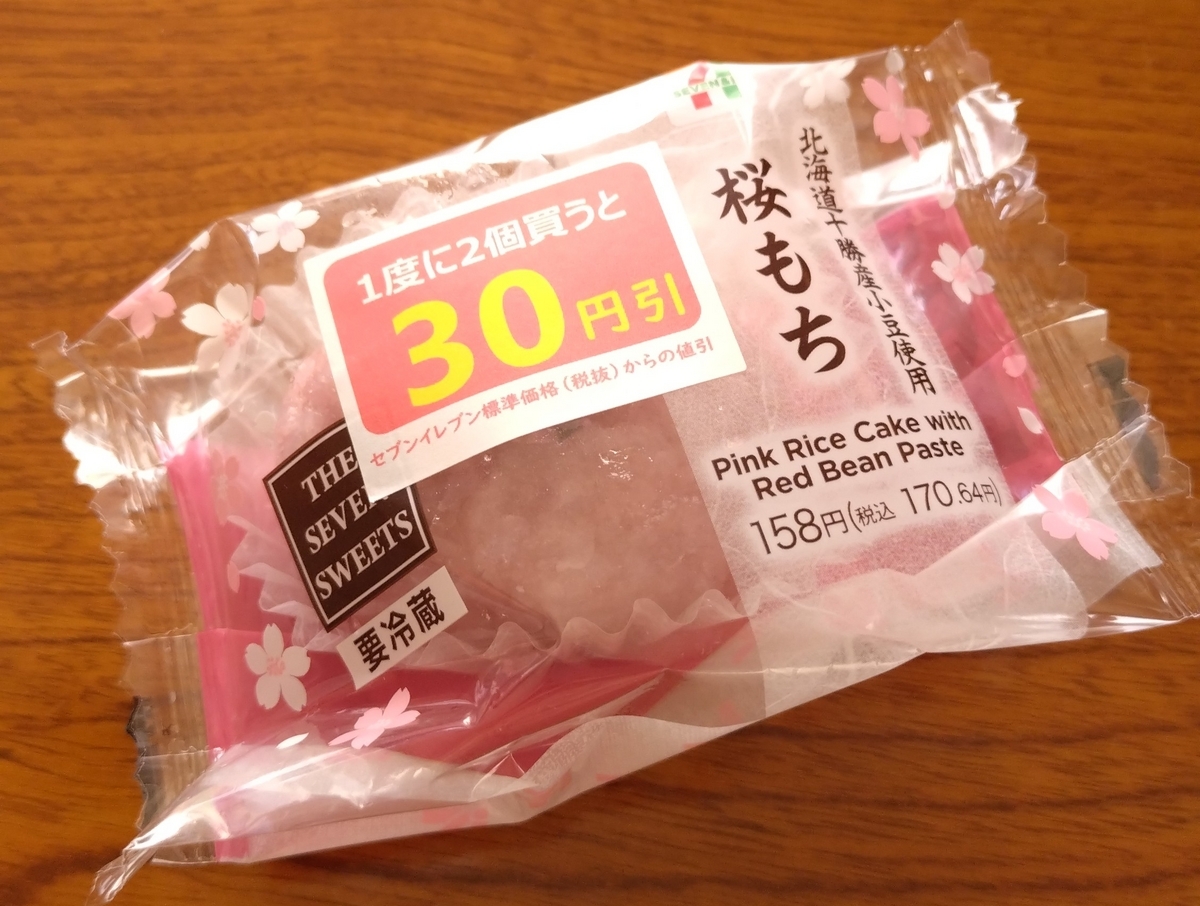 SEVEN&i
北海道十勝産小豆使用
桜もち
1度に2個買うと
30円引
セブンイレブン標準価格(税抜)からの値引
Pink Rice Cake with
Red Bean Paste
158円(税込 170.64円)
THE
SEVEN
SWEETS
要冷蔵